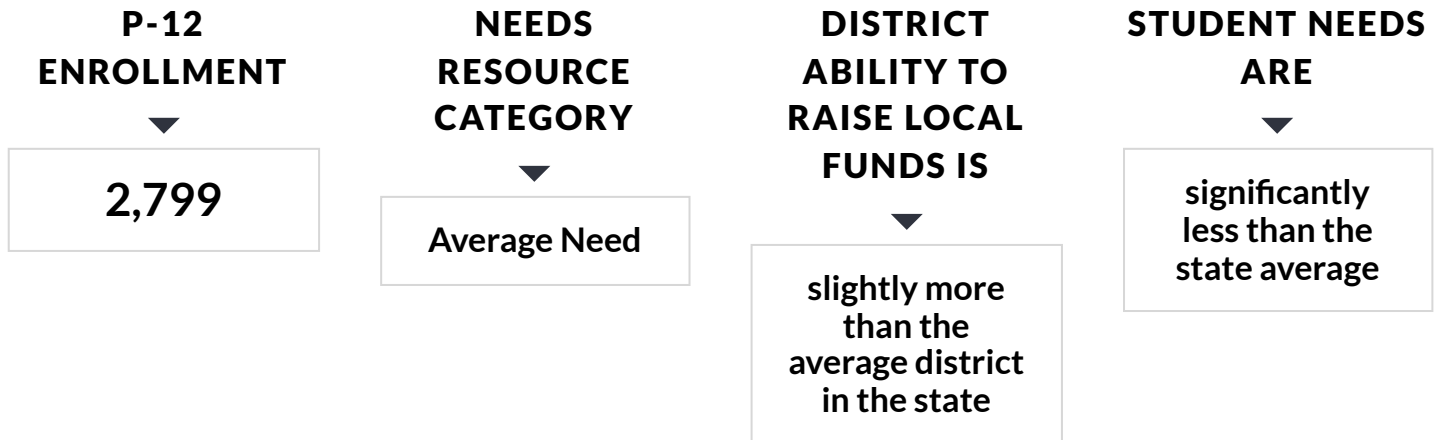 P-12
ENROLLMENT
2,799
NEEDS
RESOURCE
CATEGORY
Average Need
DISTRICT
ABILITY TO
RAISE LOCAL
FUNDS IS
slightly more
than the
average district
in the state
STUDENT NEEDS
ARE
significantly
less than the
state average